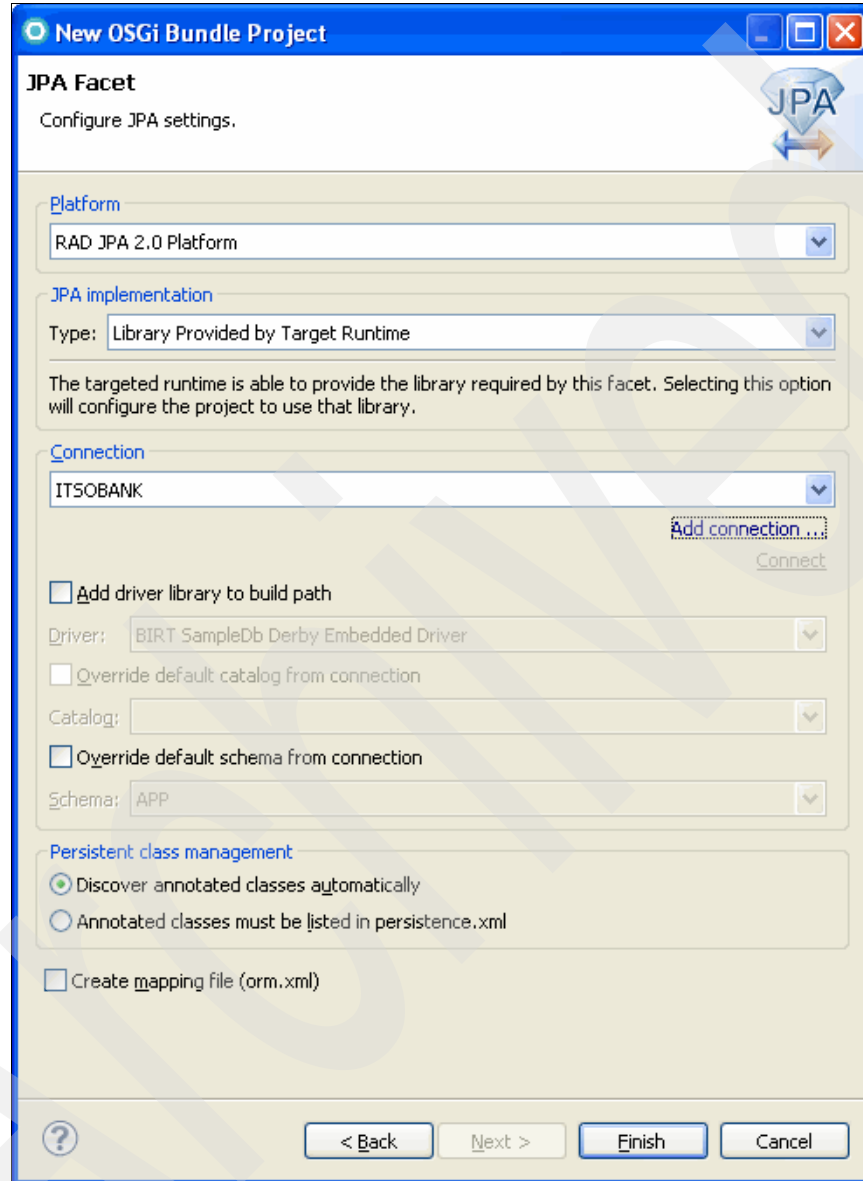 New OSGi Bundle Project
JPA Facet
Configure JPA settings.
JPA
Platform
RAD JPA 2.0 Platform
JPA implementation
Type: Library Provided by Target Runtime
The targeted runtime is able to provide the library required by this facet. Selecting this option
will configure the project to use that library.
Connection
ITSOBANK
Add connection ...
Connect
Add driver library to build path
Driver: BIRT SampleDb Derby Embedded Driver
Override default catalog from connection
Catalog:
Override default schema from connection
Schema: APP
Persistent class management
Discover annotated classes automatically
Annotated classes must be listed in persistence.xml
Create mapping file (orm.xml)
?
< Back
Next >
Finish
Cancel